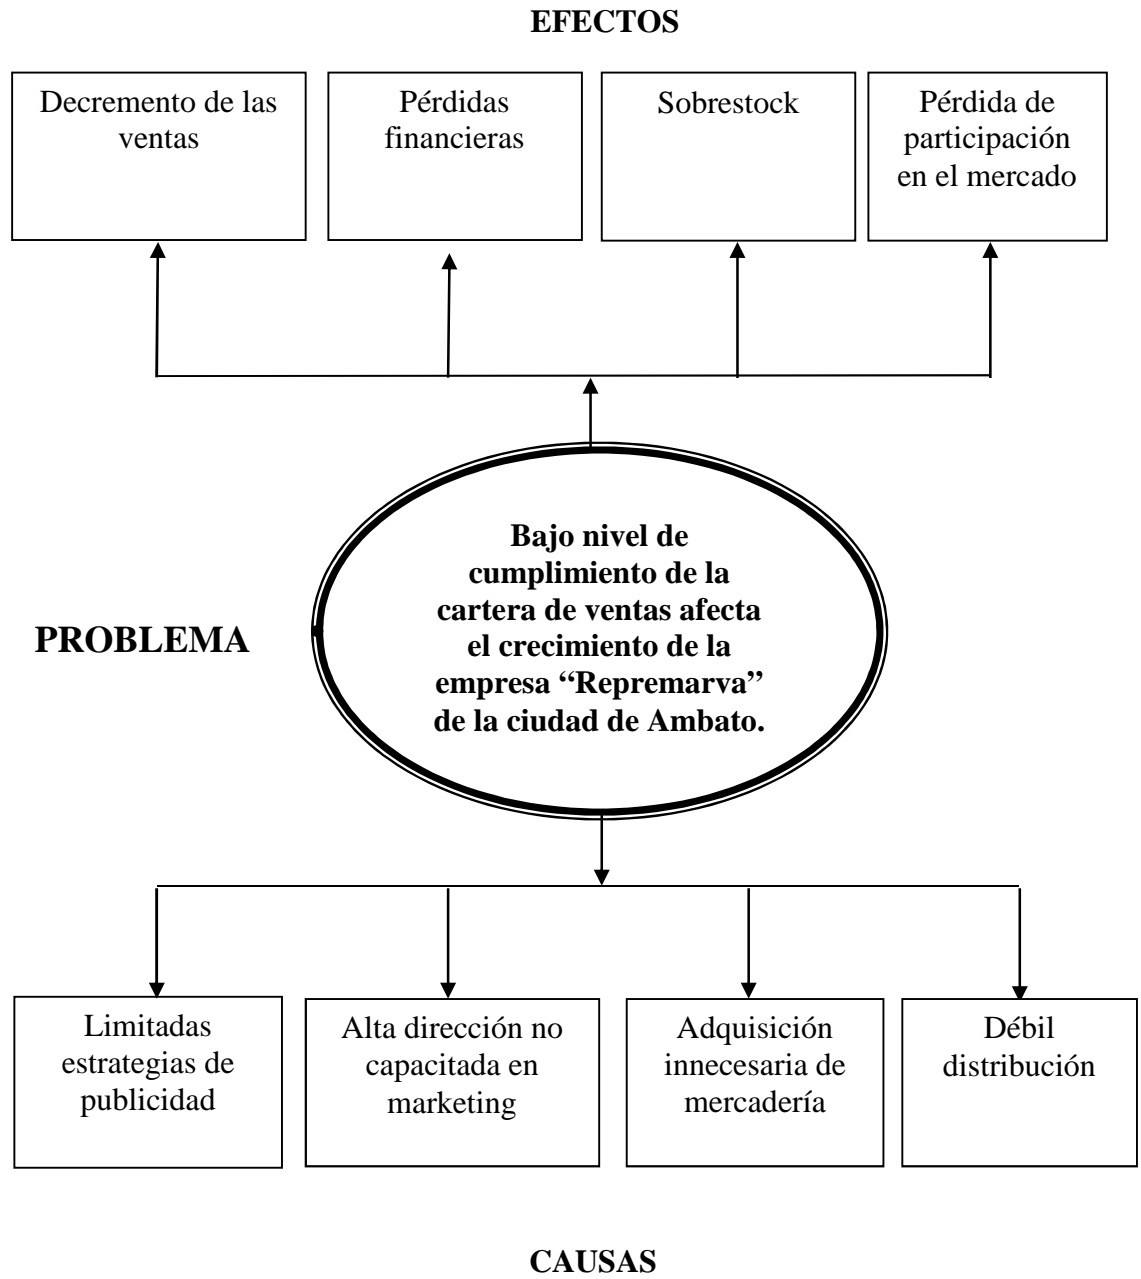 EFECTOS
Decremento de las
ventas
Pérdidas
financieras
Sobrestock
Pérdida de
participación
en el mercado
PROBLEMA
Bajo nivel de
cumplimiento de la
cartera de ventas afecta
el crecimiento de la
empresa “Repremarva”
de la ciudad de Ambato.
Limitadas
estrategias de
publicidad
Alta dirección no
capacitada en
marketing
Adquisición
innecesaria de
mercadería
Débil
distribución
CAUSAS